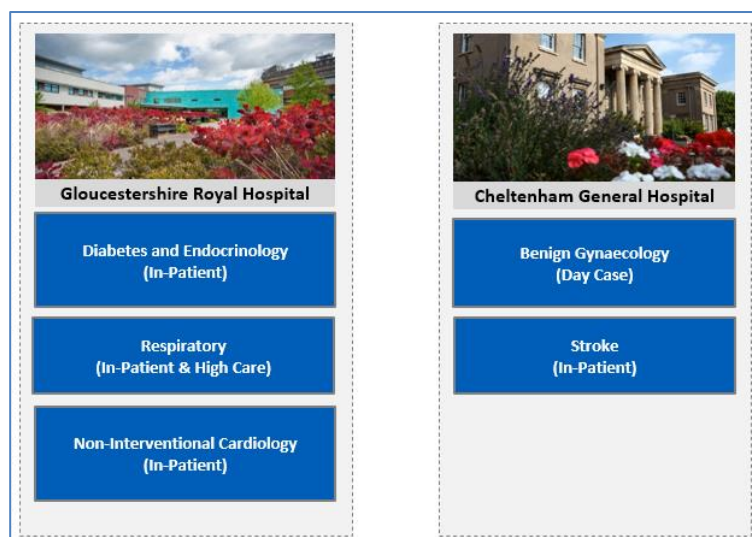 Gloucestershire Royal Hospital
Diabetes and Endocrinology
(In-Patient)
Respiratory
(In-Patient & High Care)
Non-Interventional Cardiology
(In-Patient)
Cheltenham General Hospital
Benign Gynaecology
(Day Case)
Stroke
(In-Patient)